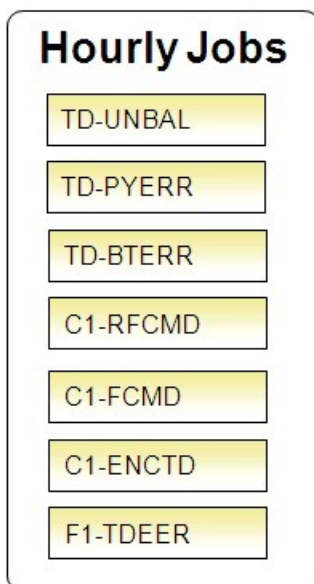 Hourly Jobs
TD-UNBAL
TD-PYERR
TD-BTERR
C1-RFCMD
C1-FCMD
C1-ENCTD
F1-TDEER